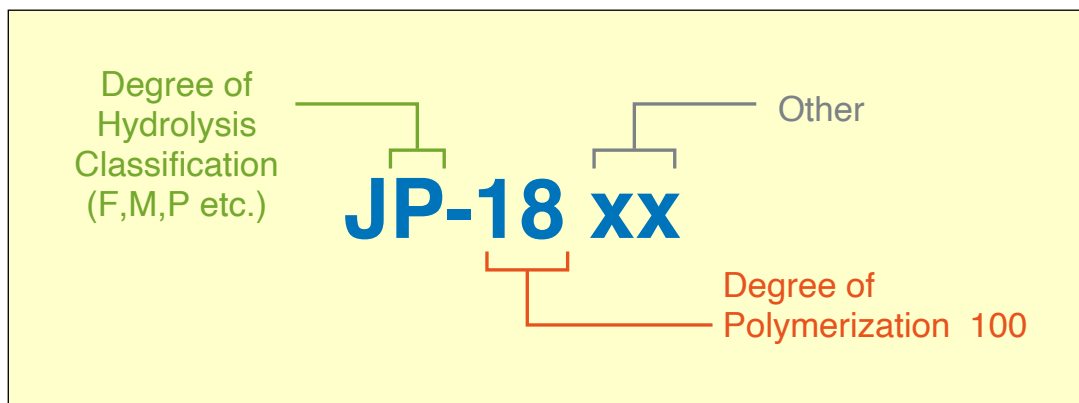 Degree of
Hydrolysis
Classification
(F,M,P etc.)
Other
JP-18 xx
Degree of
Polymerization 100